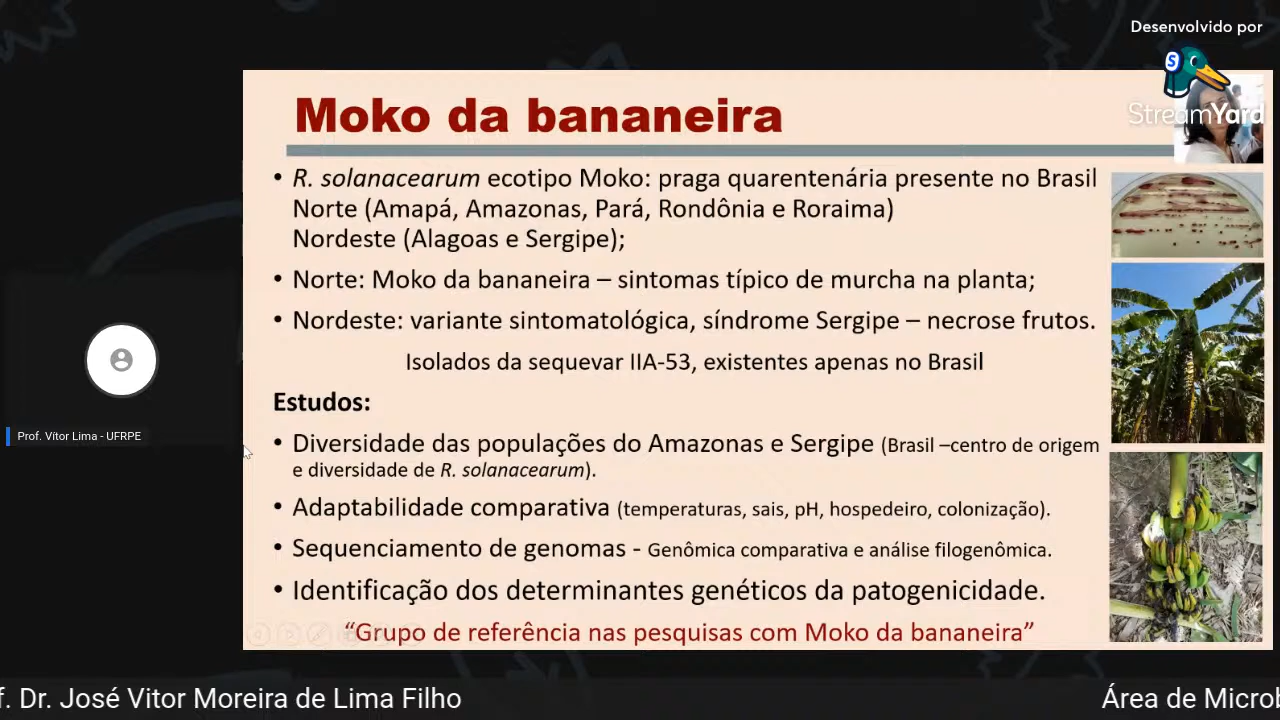 Desenvolvido por
StreamYard
Moko da bananeira
• R. solanacearum ecotipo Moko: praga quarentenária presente no Brasil
Norte (Amapá, Amazonas, Pará, Rondônia e Roraima)
Nordeste (Alagoas e Sergipe);
• Norte: Moko da bananeira – sintomas típico de murcha na planta;
• Nordeste: variante sintomatológica, síndrome Sergipe – necrose frutos.
Isolados da sequevar IIA-53, existentes apenas no Brasil
Estudos:
• Diversidade das populações do Amazonas e Sergipe (Brasil –centro de origem
e diversidade de R. solanacearum).
• Adaptabilidade comparativa (temperaturas, sais, pH, hospedeiro, colonização).
• Sequenciamento de genomas - Genômica comparativa e análise filogenômica.
• Identificação dos determinantes genéticos da patogenicidade.
“Grupo de referência nas pesquisas com Moko da bananeira”
Prof. Vítor Lima - UFRPE
f. Dr. José Vitor Moreira de Lima Filho
Área de Microb